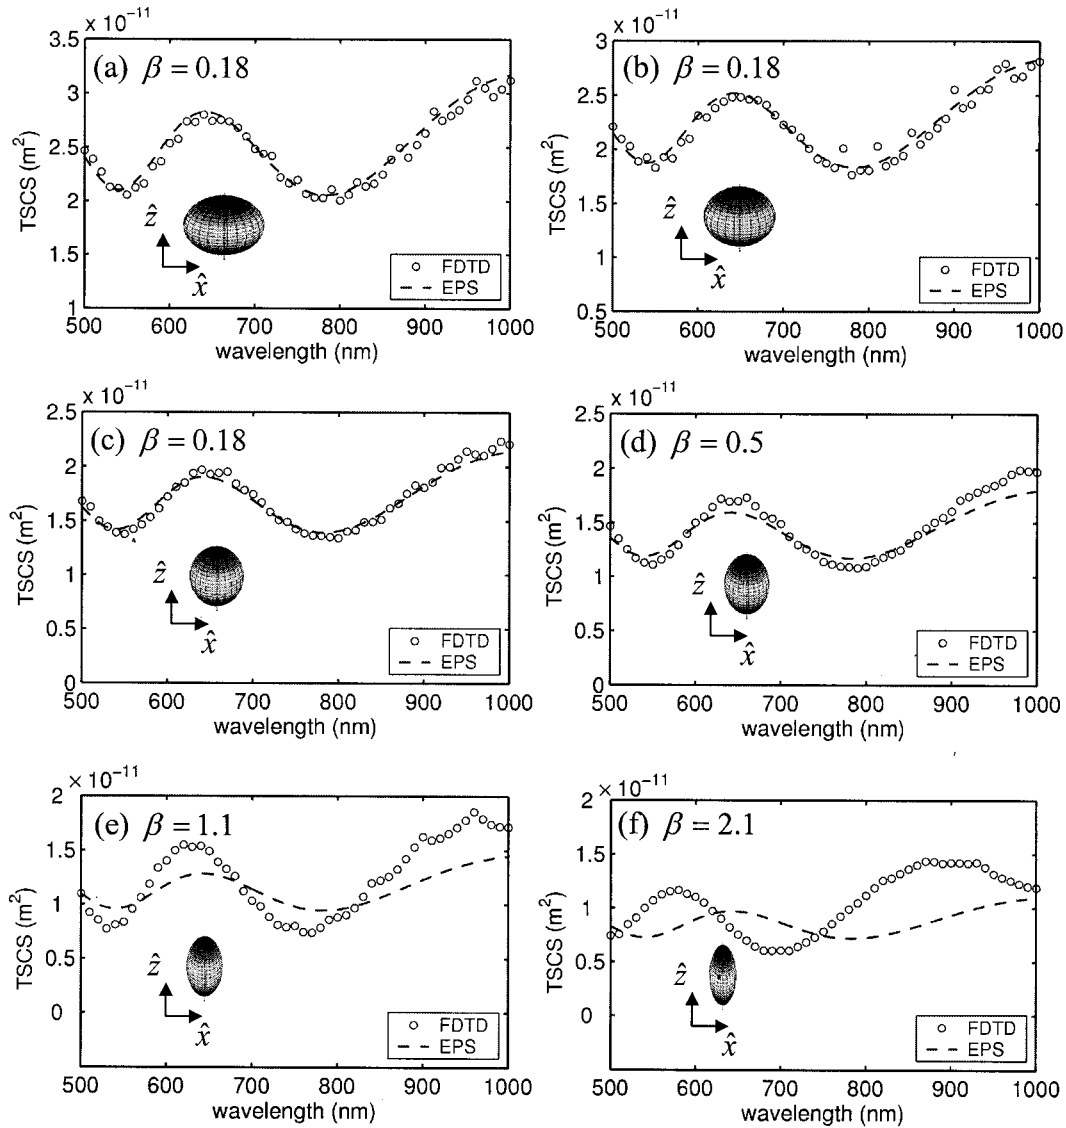 × 10⁻¹¹
3.5
3
2.5
2
1.5
1
(a) β = 0.18
TSCS (m²)
ẑ
x̂
FDTD
EPS
500 600 700 800 900 1000
wavelength (nm)
× 10⁻¹¹
3
2.5
2
1.5
1
0.5
(b) β = 0.18
TSCS (m²)
ẑ
x̂
FDTD
EPS
500 600 700 800 900 1000
wavelength (nm)
× 10⁻¹¹
2.5
2
1.5
1
0.5
0
(c) β = 0.18
TSCS (m²)
ẑ
x̂
FDTD
EPS
500 600 700 800 900 1000
wavelength (nm)
× 10⁻¹¹
2.5
2
1.5
1
0.5
0
(d) β = 0.5
TSCS (m²)
ẑ
x̂
FDTD
EPS
500 600 700 800 900 1000
wavelength (nm)
× 10⁻¹¹
2
1.5
1
0.5
0
(e) β = 1.1
TSCS (m²)
ẑ
x̂
FDTD
EPS
500 600 700 800 900 1000
wavelength (nm)
× 10⁻¹¹
2
1.5
1
0.5
0
(f) β = 2.1
TSCS (m²)
ẑ
x̂
FDTD
EPS
500 600 700 800 900 1000
wavelength (nm)